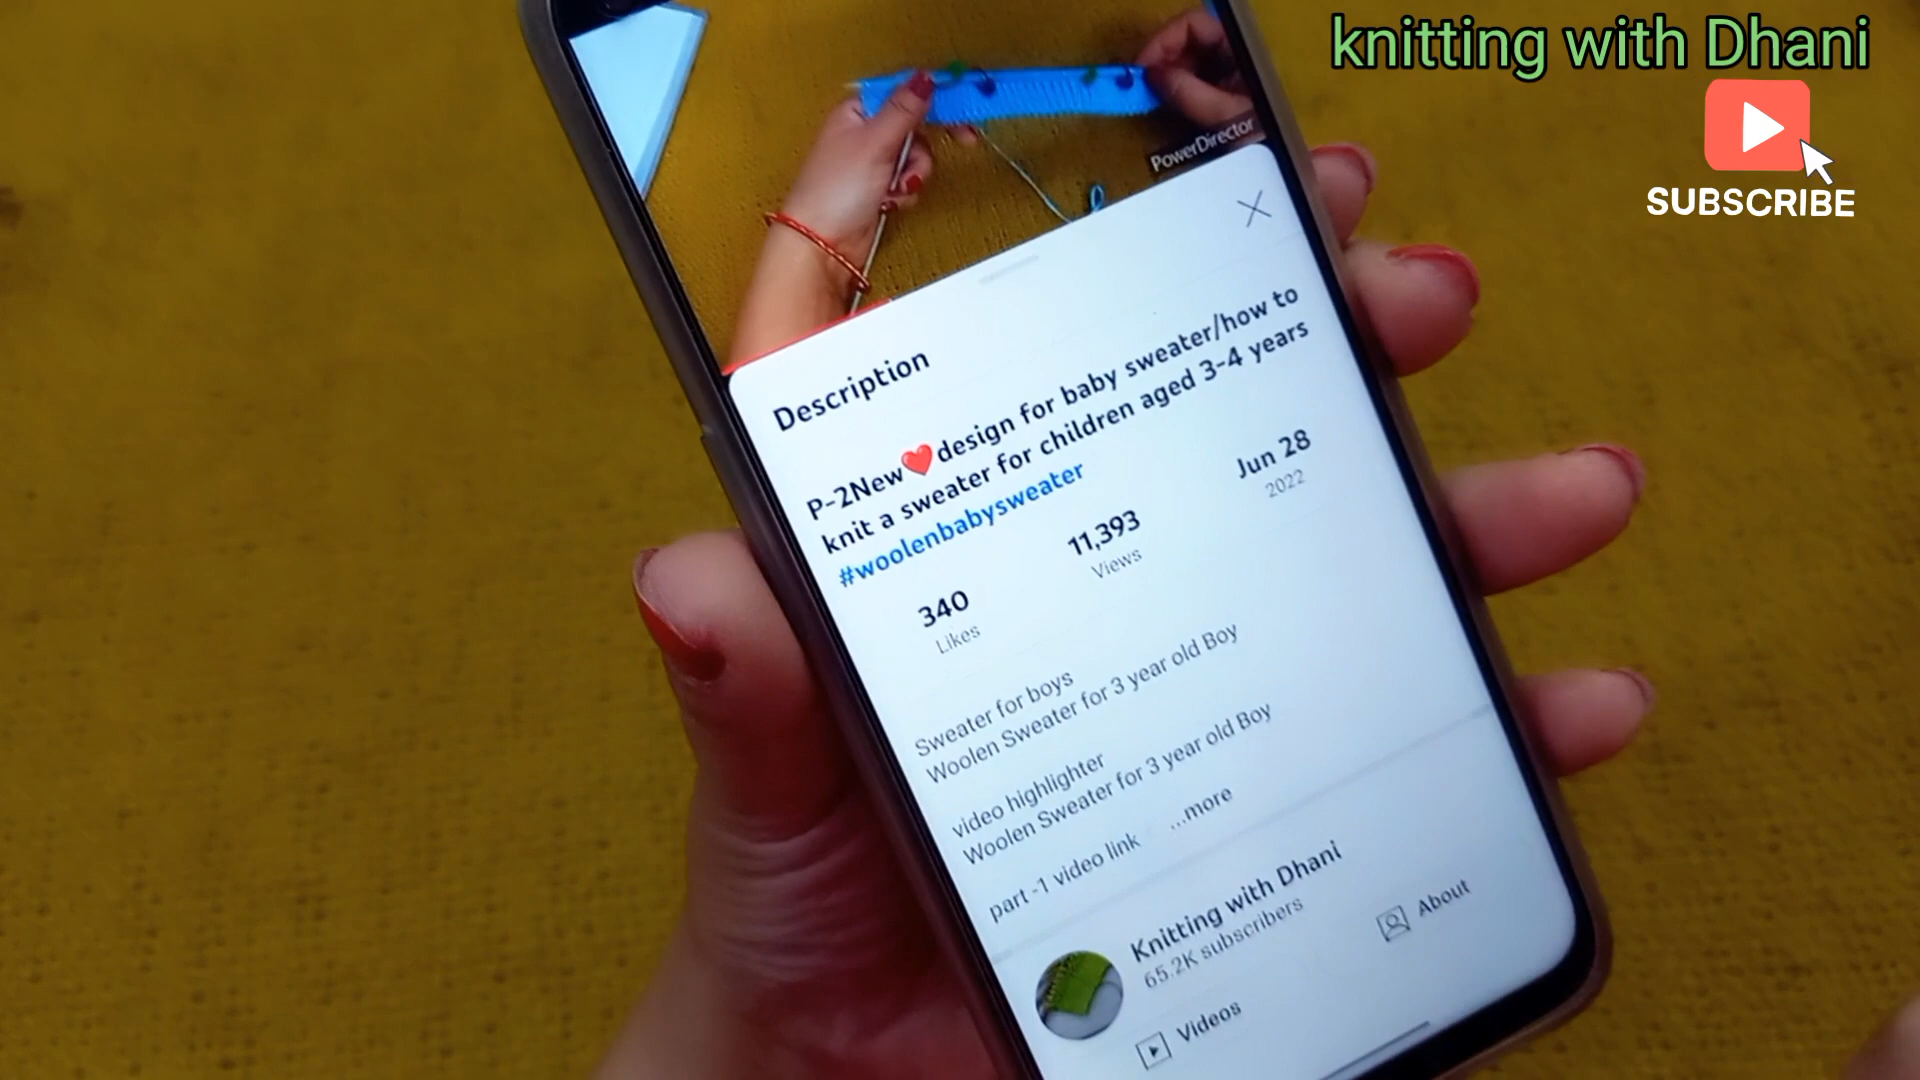 knitting with Dhani
SUBSCRIBE
PowerDirector
Description
P-2New❤️design for baby sweater/how to
knit a sweater for children aged 3-4 years
#woolenbabysweater
340
Likes
11,393
Views
Jun 28
2022
Sweater for boys
Woolen Sweater for 3 year old Boy
video highlighter
Woolen Sweater for 3 year old Boy
part -1 video link ...more
Knitting with Dhani
65.2K subscribers
Videos
About